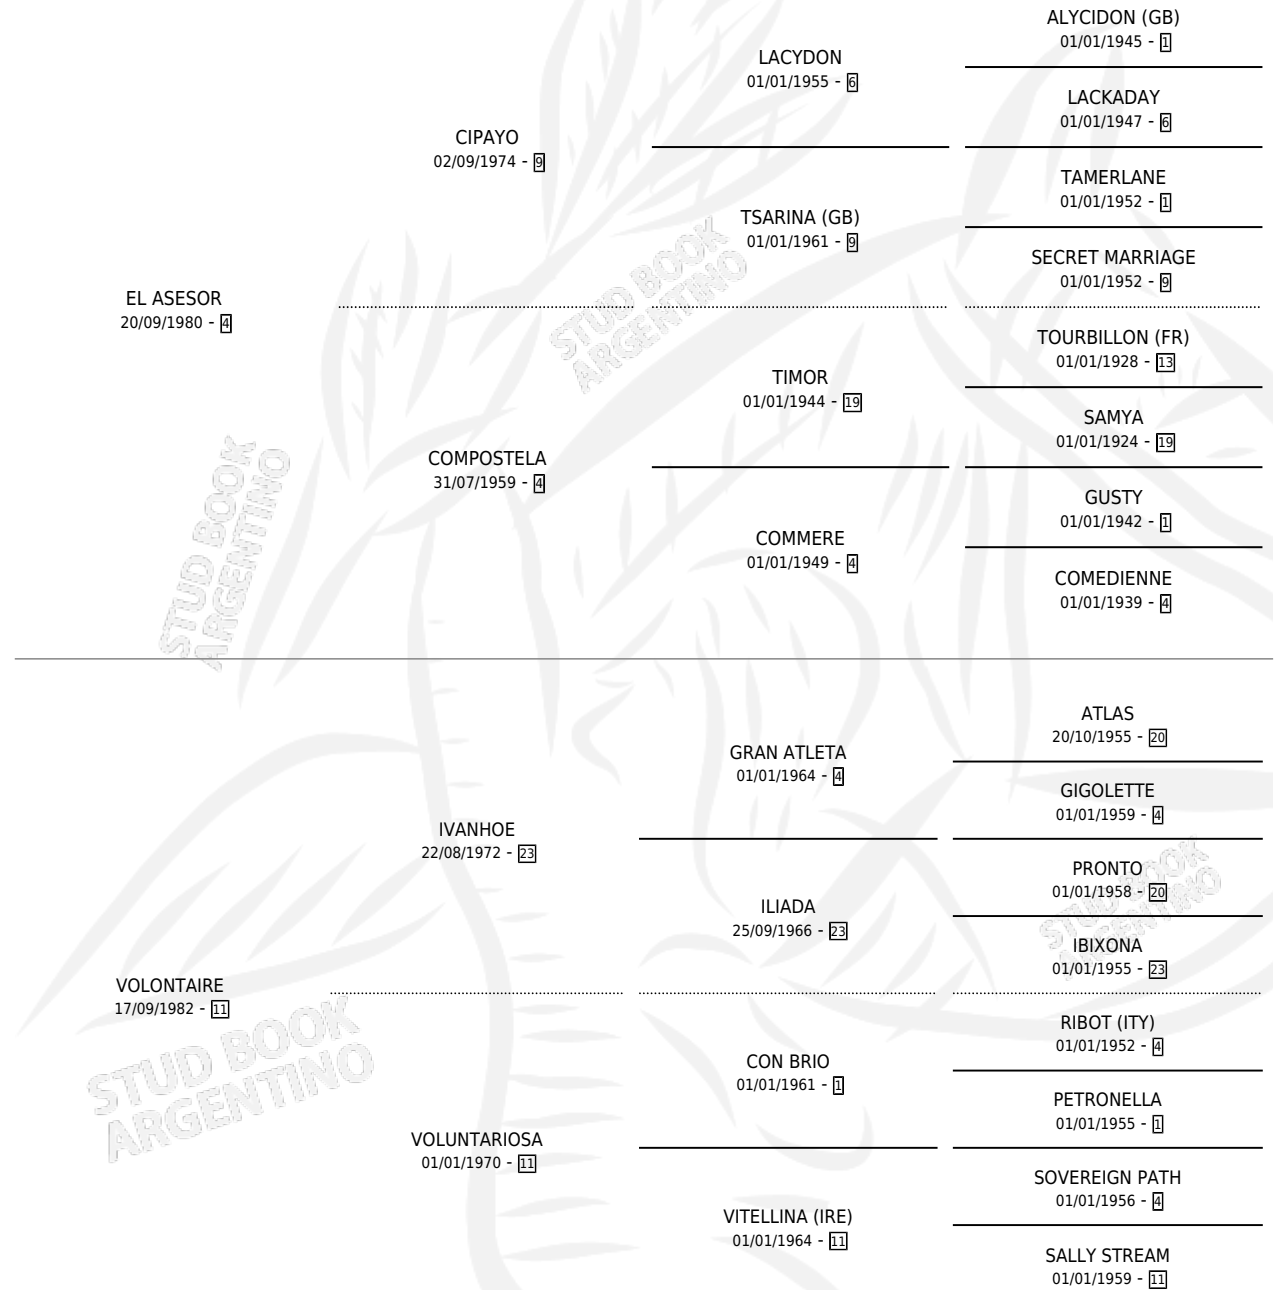 ALYCIDON (GB)
01/01/1945 - 1
LACYDON
01/01/1955 - 6
LACKADAY
01/01/1947 - 6
CIPAYO
02/09/1974 - 9
TAMERLANE
01/01/1952 - 1
TSARINA (GB)
01/01/1961 - 9
SECRET MARRIAGE
01/01/1952 - 9
EL ASESOR
20/09/1980 - 4
TOURBILLON (FR)
01/01/1928 - 13
TIMOR
01/01/1944 - 19
SAMYA
01/01/1924 - 19
COMPOSTELA
31/07/1959 - 4
GUSTY
01/01/1942 - 1
COMMERE
01/01/1949 - 4
COMEDIENNE
01/01/1939 - 4
ATLAS
20/10/1955 - 20
GRAN ATLETA
01/01/1964 - 4
GIGOLETTE
01/01/1959 - 4
IVANHOE
22/08/1972 - 23
PRONTO
01/01/1958 - 20
ILIADA
25/09/1966 - 23
IBIXONA
01/01/1955 - 23
VOLONTAIRE
17/09/1982 - 11
RIBOT (ITY)
01/01/1952 - 4
CON BRIO
01/01/1961 - 1
PETRONELLA
01/01/1955 - 1
VOLUNTARIOSA
01/01/1970 - 11
SOVEREIGN PATH
01/01/1956 - 4
VITELLINA (IRE)
01/01/1964 - 11
SALLY STREAM
01/01/1959 - 11
STUD BOOK
ARGENTINO
STUD BOOK
ARGENTINO
STUD BOOK
ARGENTINO
STUD BOOK
ARGENTINO